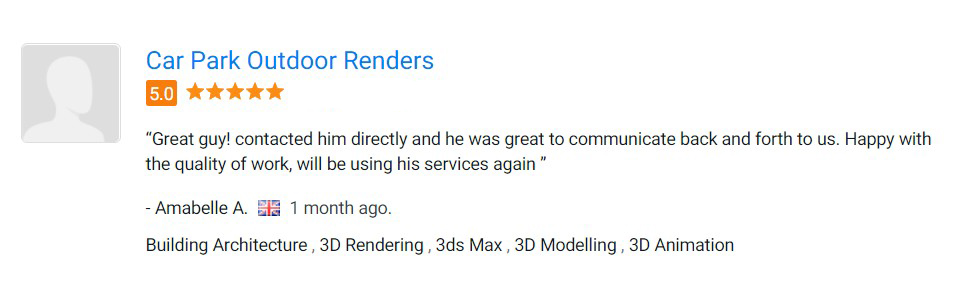 Car Park Outdoor Renders
5.0
“Great guy! contacted him directly and he was great to communicate back and forth to us. Happy with
the quality of work, will be using his services again ”
- Amabelle A. 1 month ago.
Building Architecture , 3D Rendering , 3ds Max , 3D Modelling , 3D Animation